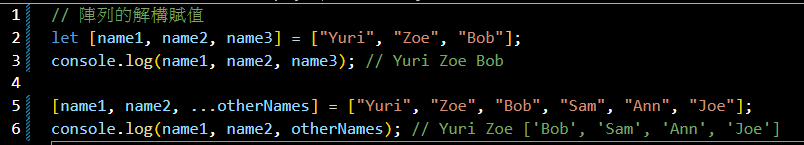 1 // 陣列的解構賦值
2 let [name1, name2, name3] = ["Yuri", "Zoe", "Bob"];
3 console.log(name1, name2, name3); // Yuri Zoe Bob
4
5 [name1, name2, ...otherNames] = ["Yuri", "Zoe", "Bob", "Sam", "Ann", "Joe"];
6 console.log(name1, name2, otherNames); // Yuri Zoe ['Bob', 'Sam', 'Ann', 'Joe']